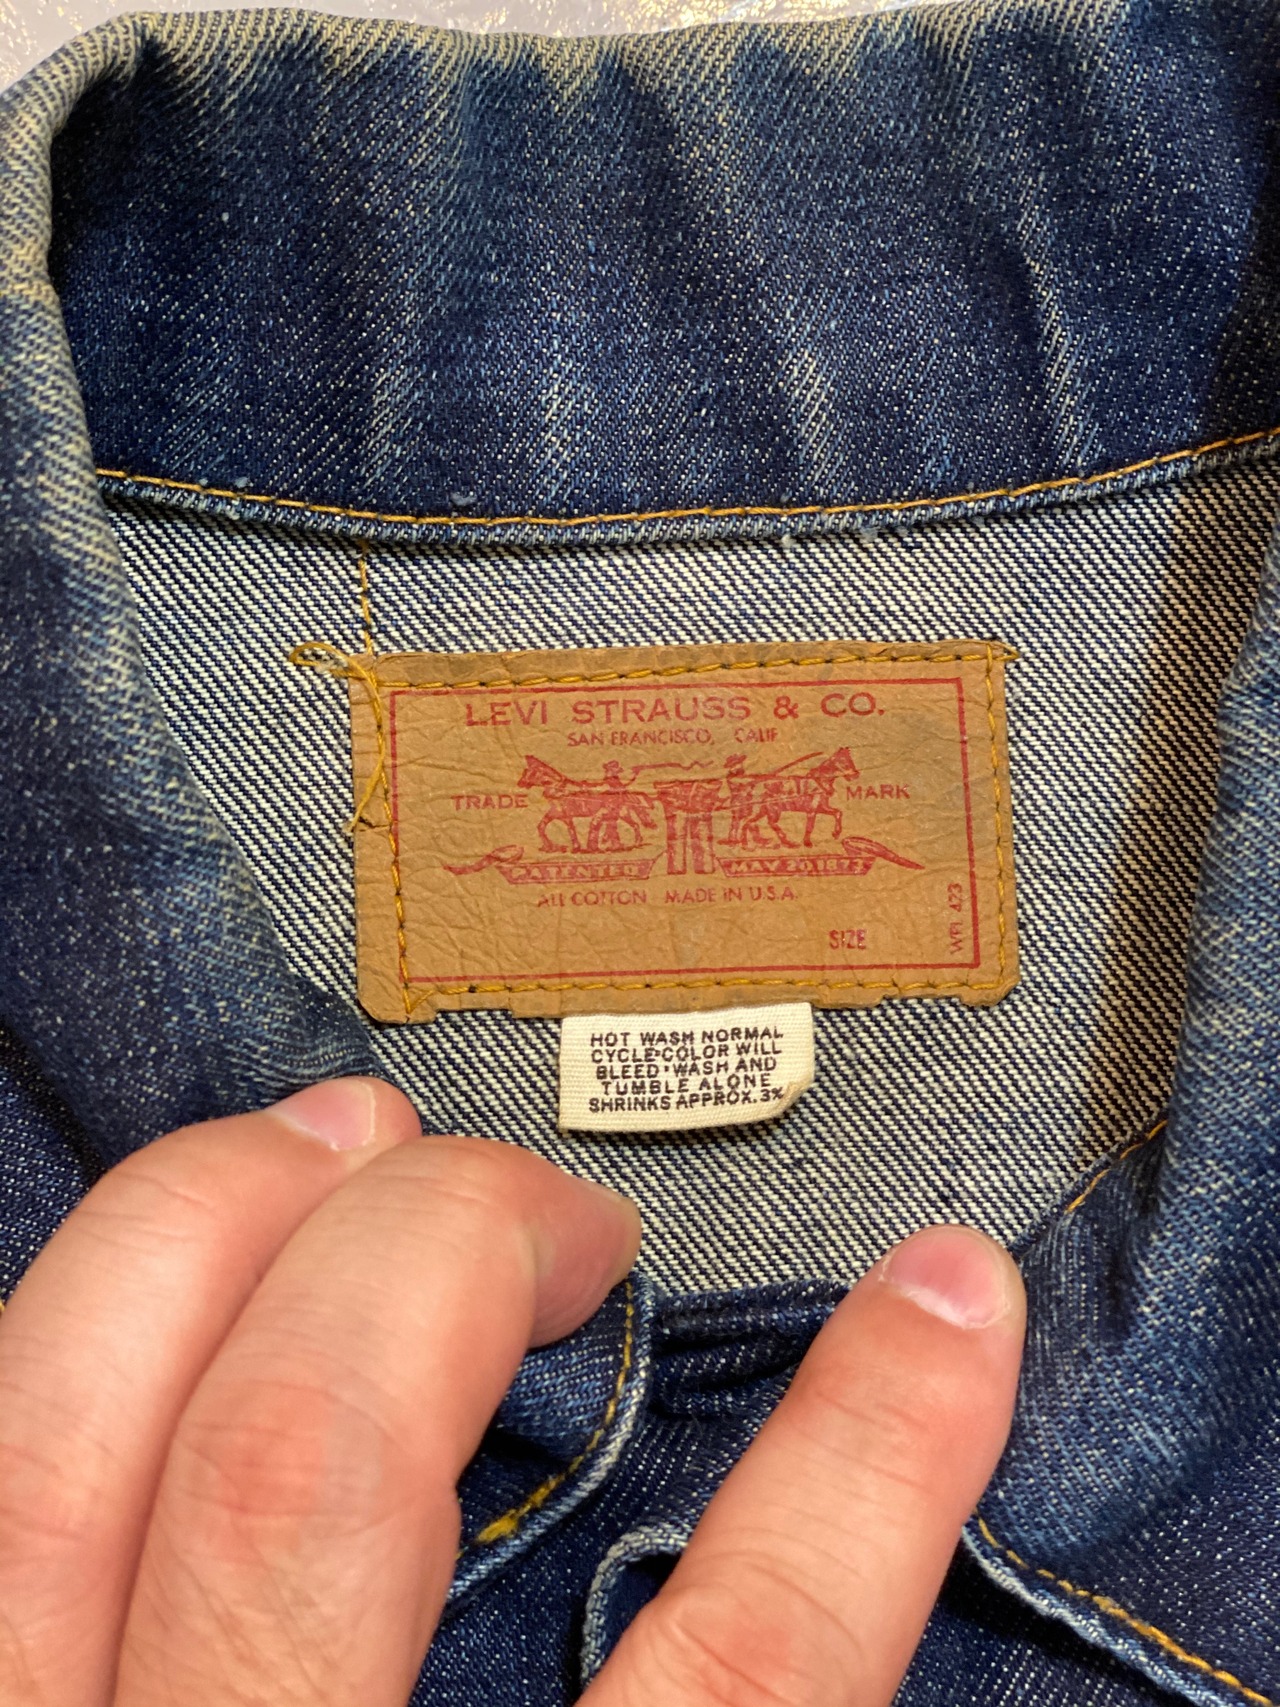 LEVI STRAUSS & CO.
SAN FRANCISCO, CALIF
TRADE MARK
PATENTED MAY 20 1873
ALL COTTON MADE IN U.S.A.
SIZE
WPL 423
HOT WASH NORMAL
CYCLE•COLOR WILL
BLEED•WASH AND
TUMBLE ALONE
SHRINKS APPROX. 3%